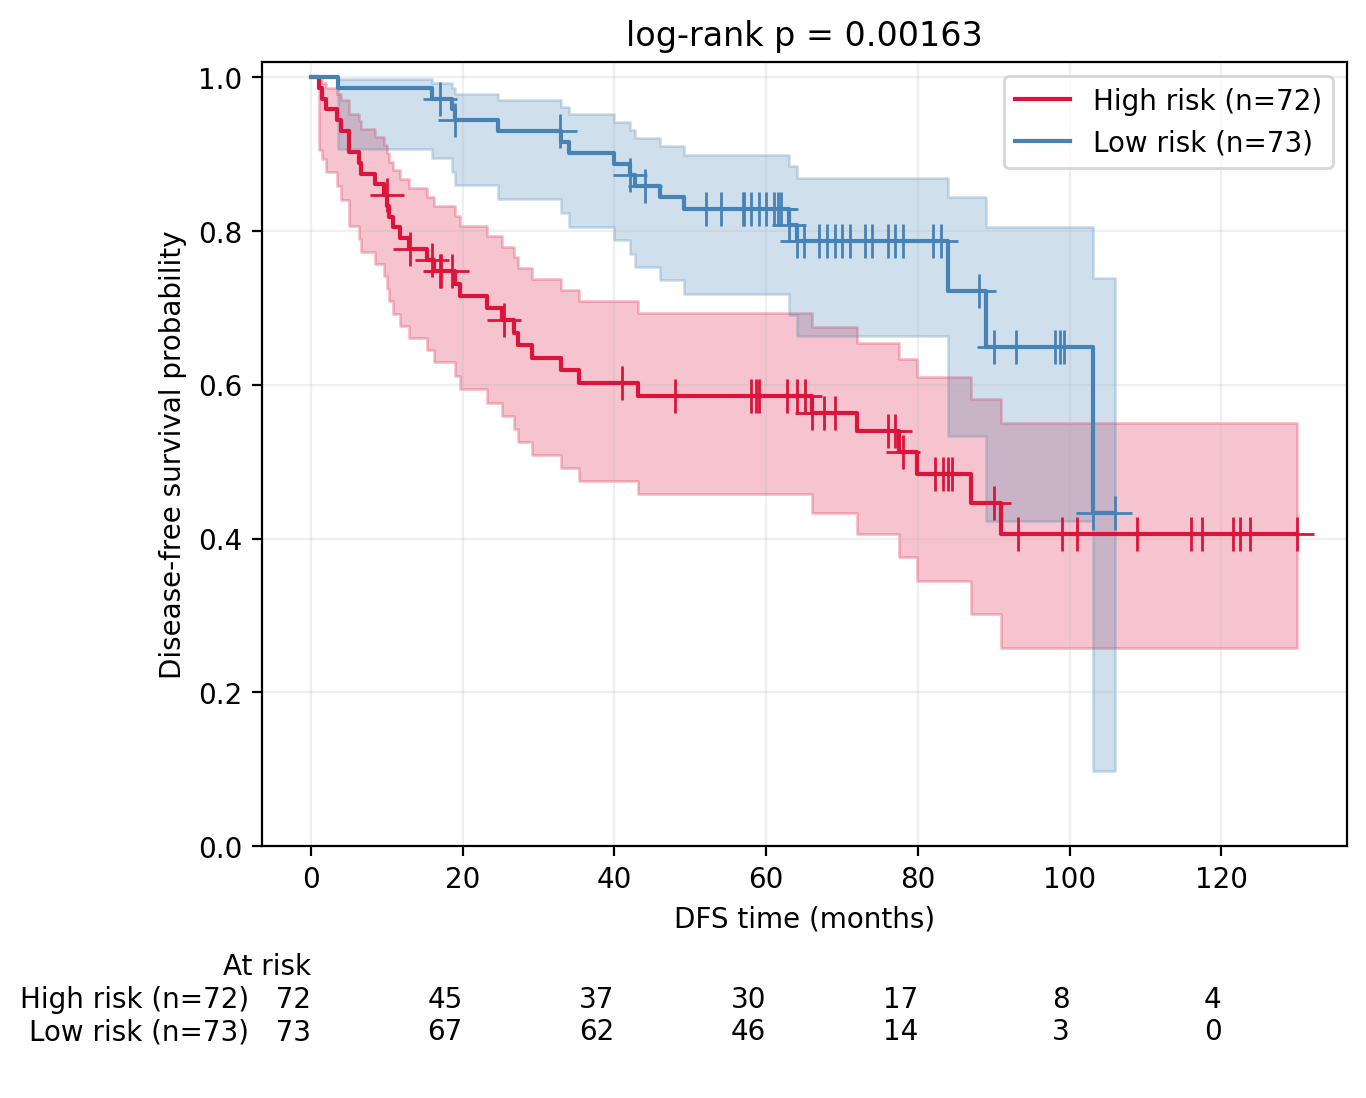 log-rank p = 0.00163
High risk (n=72)
Low risk (n=73)
Disease-free survival probability
1.0
0.8
0.6
0.4
0.2
0.0
0 20 40 60 80 100 120
DFS time (months)
At risk
High risk (n=72) 72 45 37 30 17 8 4
Low risk (n=73) 73 67 62 46 14 3 0